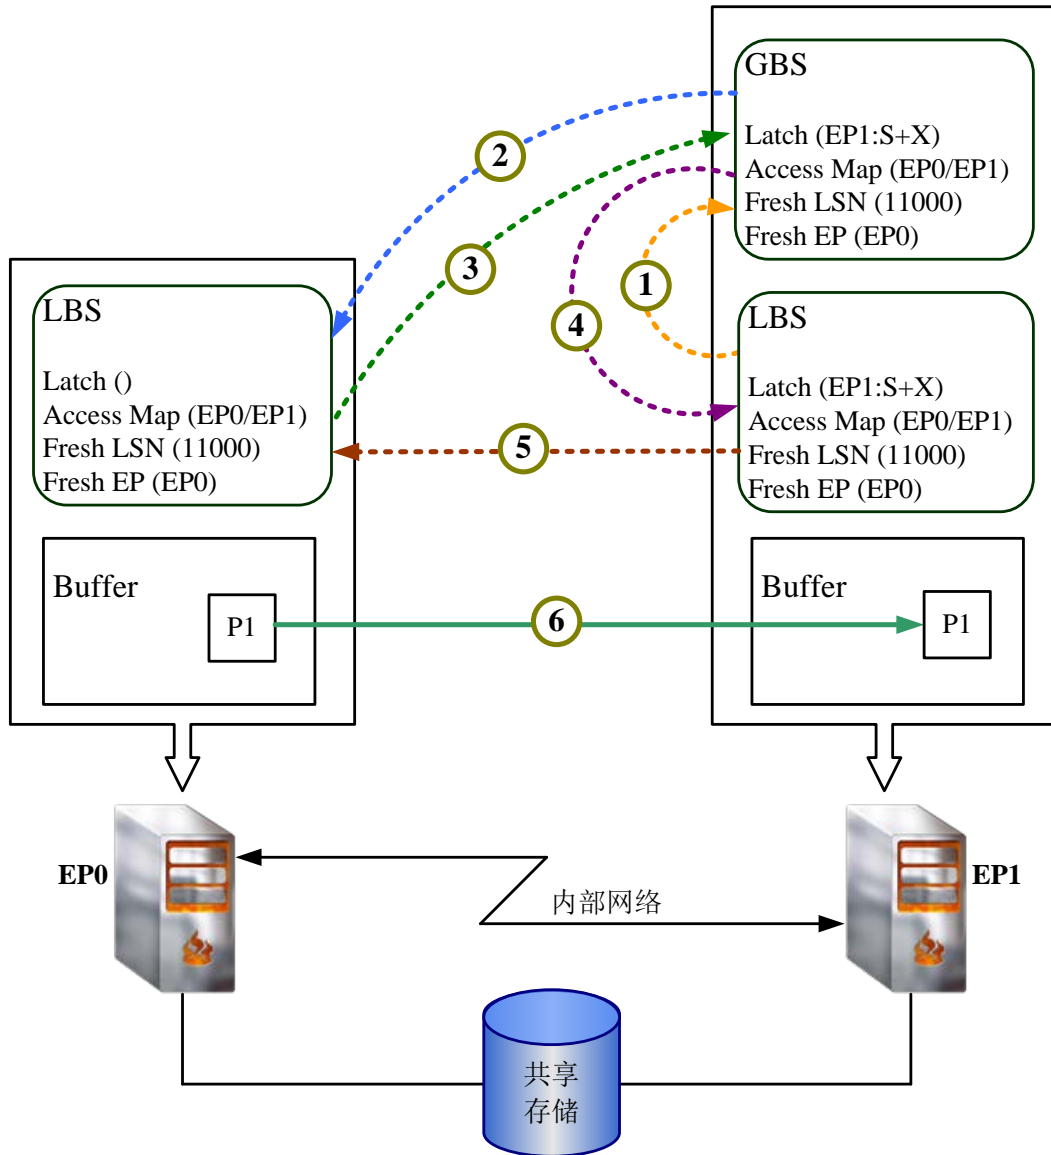 GBS
Latch (EP1:S+X)
Access Map (EP0/EP1)
Fresh LSN (11000)
Fresh EP (EP0)
2
3
1
4
LBS
Latch ()
Access Map (EP0/EP1)
Fresh LSN (11000)
Fresh EP (EP0)
LBS
Latch (EP1:S+X)
Access Map (EP0/EP1)
Fresh LSN (11000)
Fresh EP (EP0)
5
Buffer
P1
6
Buffer
P1
EP0
EP1
内部网络
共享
存储